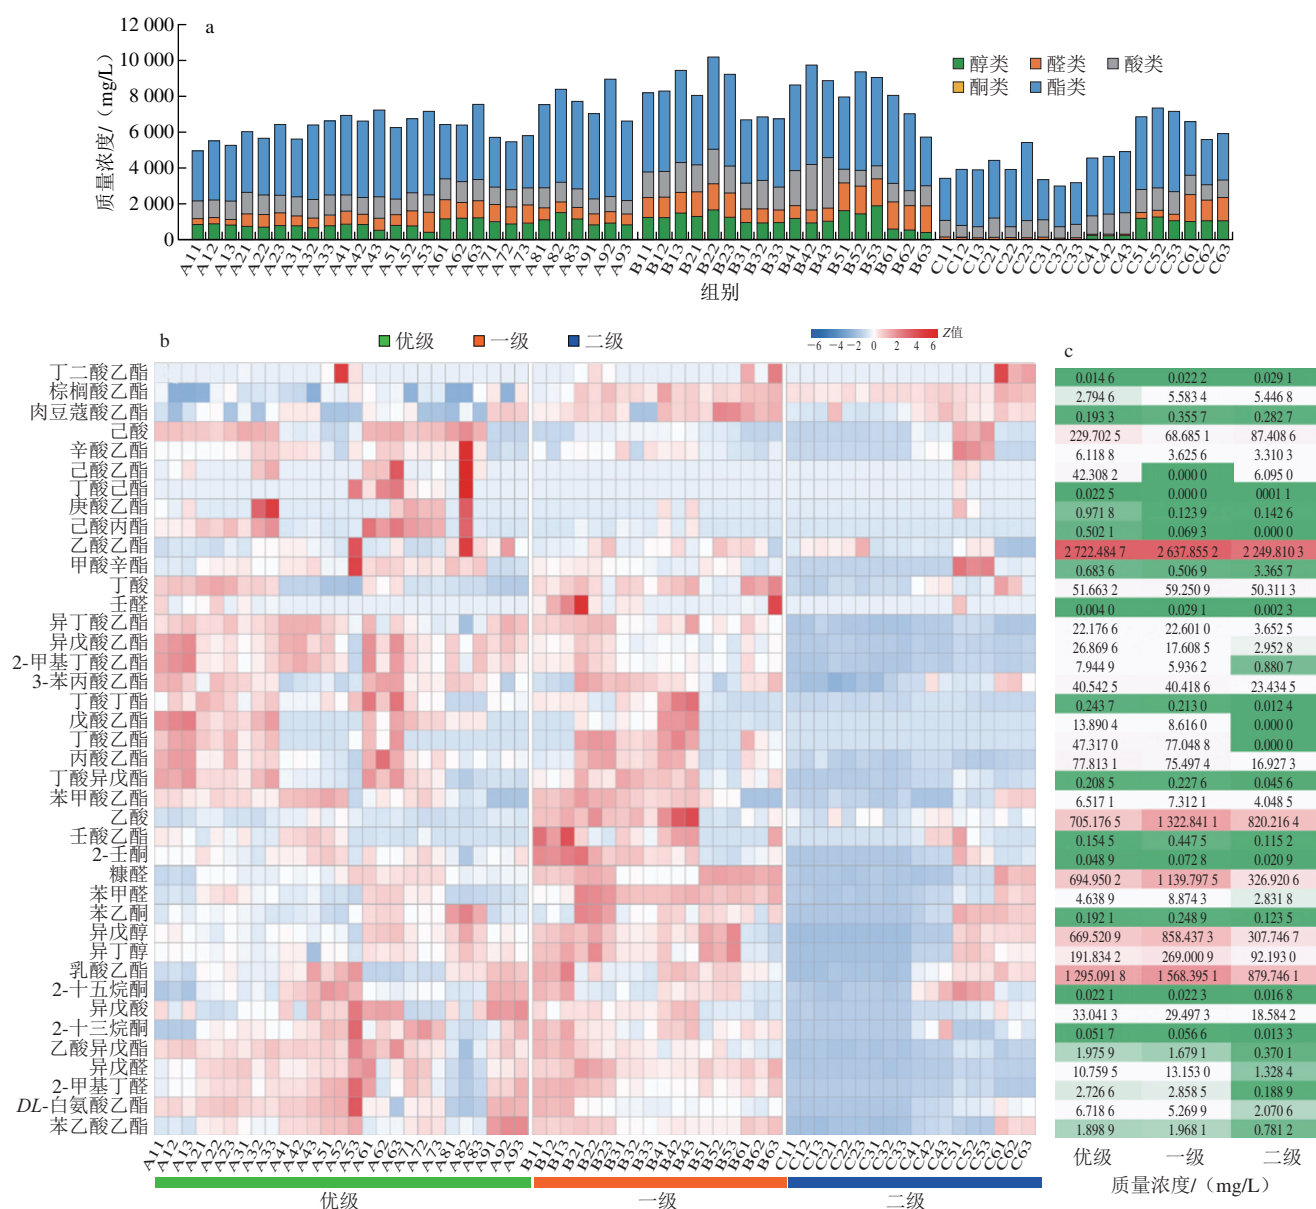 a
12 000
10 000
8 000
6 000
4 000
2 000
0
质量浓度/（mg/L）
醇类 醛类 酸类
酮类 酯类
A11 A12 A13 A21 A22 A23 A31 A32 A33 A41 A42 A43 A51 A52 A53 A61 A62 A63 A71 A72 A73 A81 A82 A83 A91 A92 A93 B11 B12 B13 B21 B22 B23 B31 B32 B33 B41 B42 B43 B51 B52 B53 B61 B62 B63 C11 C12 C13 C21 C22 C23 C31 C32 C33 C41 C42 C43 C51 C52 C53 C61 C62 C63
组别
b
优级 一级 二级
−6 −4 −2 0 2 4 6 Z值
c
丁二酸乙酯 0.014 6 0.022 2 0.029 1
棕榈酸乙酯 2.794 6 5.583 4 5.446 8
肉豆蔻酸乙酯 0.193 3 0.355 7 0.282 7
己酸 229.702 5 68.685 1 87.408 6
辛酸乙酯 6.118 8 3.625 6 3.310 3
己酸乙酯 42.308 2 0.000 0 6.095 0
丁酸己酯 0.022 5 0.000 0 0001 1
庚酸乙酯 0.971 8 0.123 9 0.142 6
己酸丙酯 0.502 1 0.069 3 0.000 0
乙酸乙酯 2 722.484 7 2 637.855 2 2 249.810 3
甲酸辛酯 0.683 6 0.506 9 3.365 7
丁酸 51.663 2 59.250 9 50.311 3
壬醛 0.004 0 0.029 1 0.002 3
异丁酸乙酯 22.176 6 22.601 0 3.652 5
异戊酸乙酯 26.869 6 17.608 5 2.952 8
2-甲基丁酸乙酯 7.944 9 5.936 2 0.880 7
3-苯丙酸乙酯 40.542 5 40.418 6 23.434 5
丁酸丁酯 0.243 7 0.213 0 0.012 4
戊酸乙酯 13.890 4 8.616 0 0.000 0
丁酸乙酯 47.317 0 77.048 8 0.000 0
丙酸乙酯 77.813 1 75.497 4 16.927 3
丁酸异戊酯 0.208 5 0.227 6 0.045 6
苯甲酸乙酯 6.517 1 7.312 1 4.048 5
乙酸 705.176 5 1 322.841 1 820.216 4
壬酸乙酯 0.154 5 0.447 5 0.115 2
2-壬酮 0.048 9 0.072 8 0.020 9
糠醛 694.950 2 1 139.797 5 326.920 6
苯甲醛 4.638 9 8.874 3 2.831 8
苯乙酮 0.192 1 0.248 9 0.123 5
异戊醇 669.520 9 858.437 3 307.746 7
异丁醇 191.834 2 269.000 9 92.193 0
乳酸乙酯 1 295.091 8 1 568.395 1 879.746 1
2-十五烷酮 0.022 1 0.022 3 0.016 8
异戊酸 33.041 3 29.497 3 18.584 2
2-十三烷酮 0.051 7 0.056 6 0.013 3
乙酸异戊酯 1.975 9 1.679 1 0.370 1
异戊醛 10.759 5 13.153 0 1.328 4
2-甲基丁醛 2.726 6 2.858 5 0.188 9
DL-白氨酸乙酯 6.718 6 5.269 9 2.070 6
苯乙酸乙酯 1.898 9 1.968 1 0.781 2
A11 A12 A13 A21 A22 A23 A31 A32 A33 A41 A42 A43 A51 A52 A53 A61 A62 A63 A71 A72 A73 A81 A82 A83 A91 A92 A93 B11 B12 B13 B21 B22 B23 B31 B32 B33 B41 B42 B43 B51 B52 B53 B61 B62 B63 C11 C12 C13 C21 C22 C23 C31 C32 C33 C41 C42 C43 C51 C52 C53 C61 C62 C63
优级 一级 二级
优级 一级 二级
质量浓度/（mg/L）